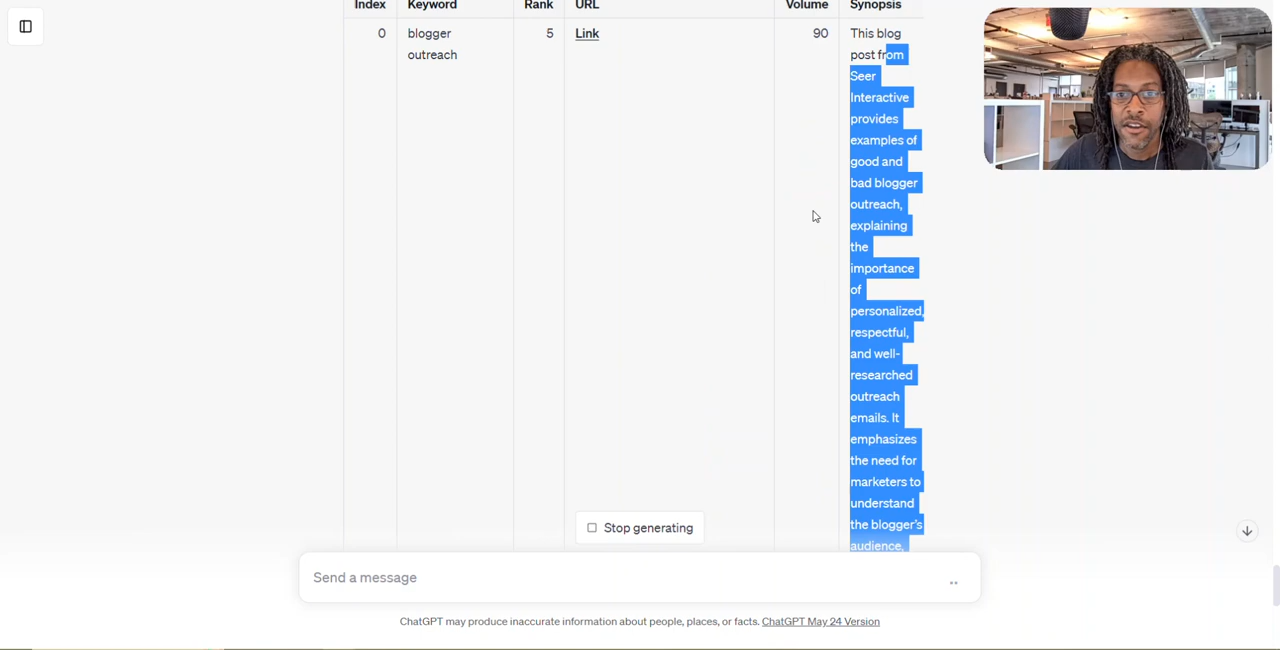 Index Keyword Rank URL Volume Synopsis
0 blogger 5 Link 90 This blog
outreach post from
Seer
Interactive
provides
examples of
good and
bad blogger
outreach,
explaining
the
importance
of
personalized,
respectful,
and well-
researched
outreach
emails. It
emphasizes
the need for
marketers to
understand
the blogger's
audience,
Stop generating
Send a message
ChatGPT may produce inaccurate information about people, places, or facts. ChatGPT May 24 Version